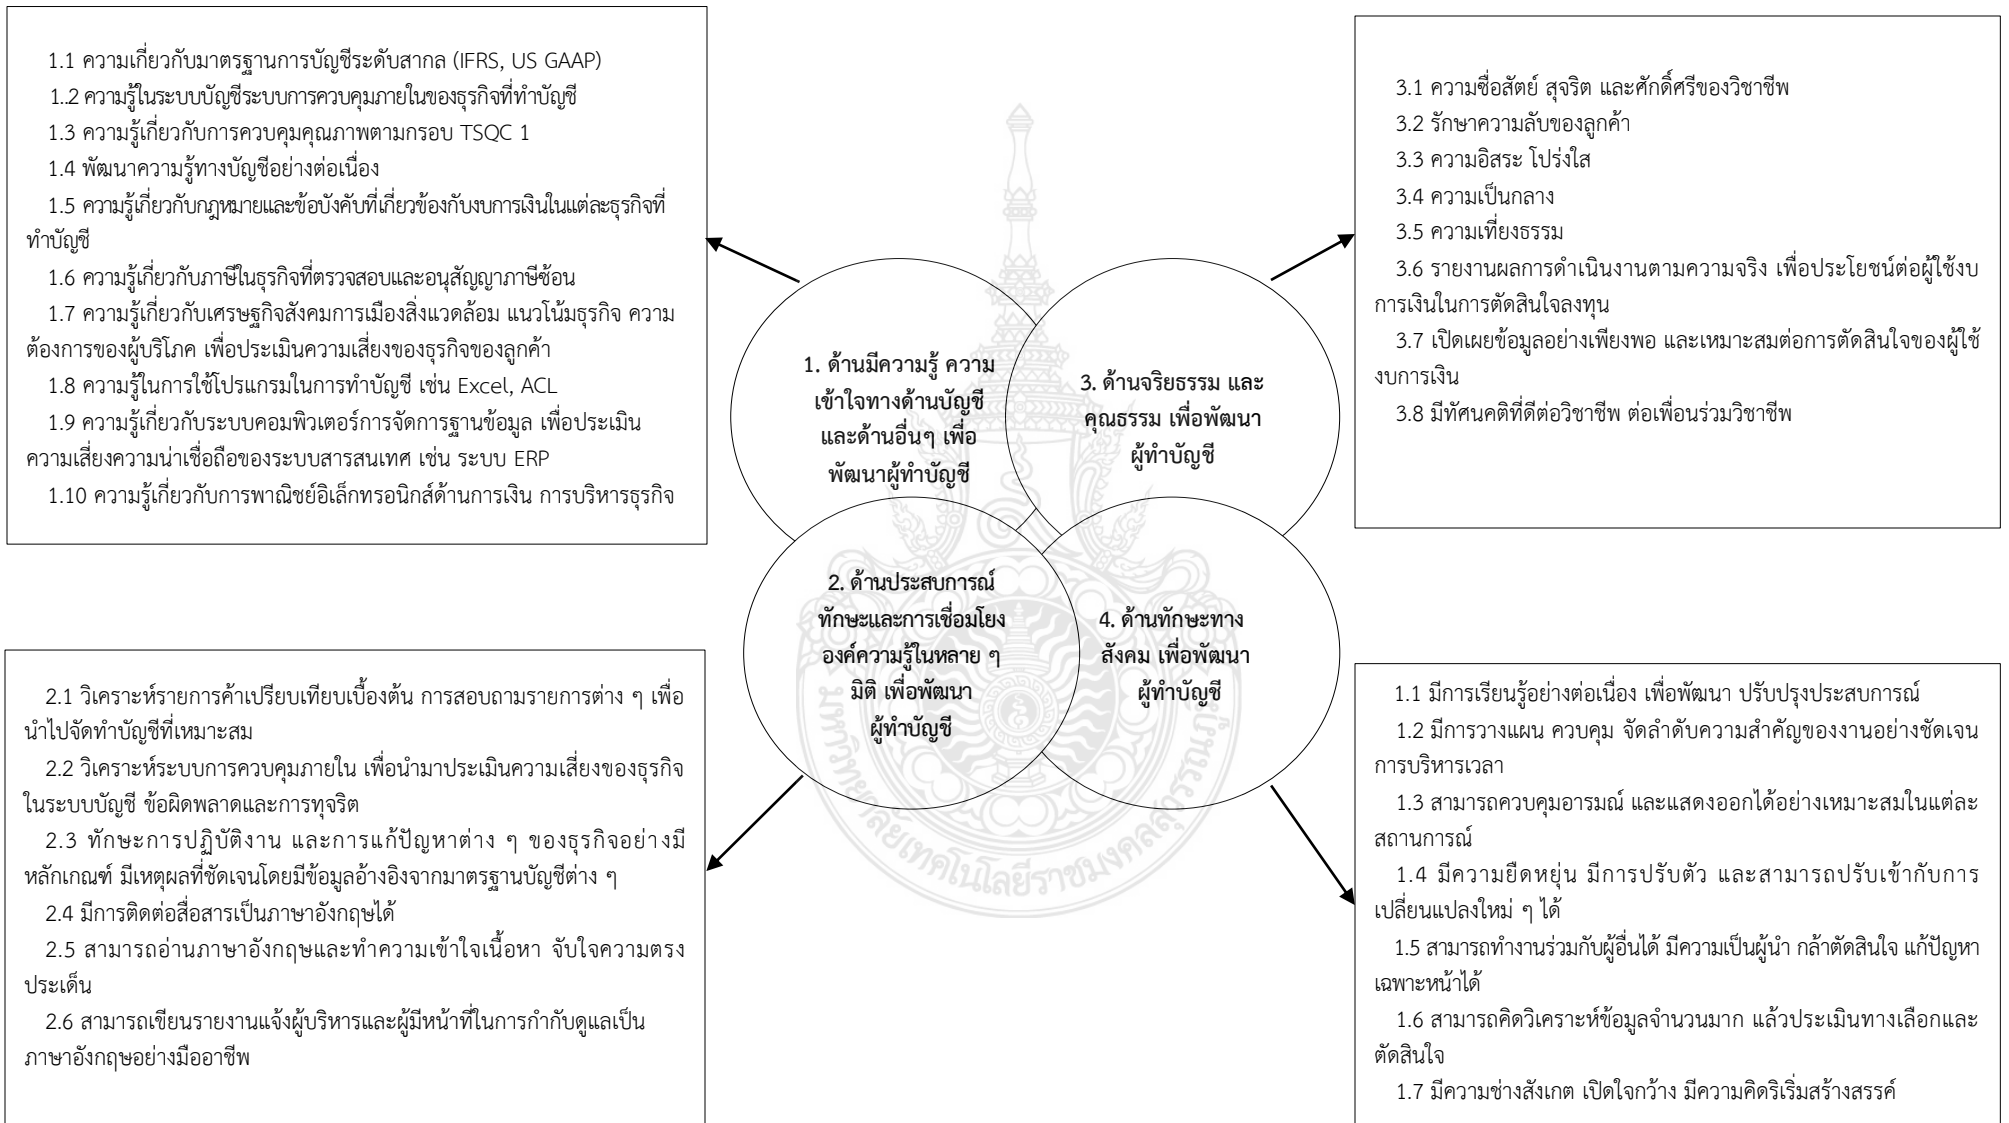 1.1 ความเกี่ยวกับมาตรฐานการบัญชีระดับสากล (IFRS, US GAAP)
1..2 ความรู้ในระบบบัญชีระบบการควบคุมภายในของธุรกิจที่ทำบัญชี
1.3 ความรู้เกี่ยวกับการควบคุมคุณภาพตามกรอบ TSQC 1
1.4 พัฒนาความรู้ทางบัญชีอย่างต่อเนื่อง
1.5 ความรู้เกี่ยวกับกฎหมายและข้อบังคับที่เกี่ยวข้องกับงบการเงินในแต่ละธุรกิจที่
ทำบัญชี
1.6 ความรู้เกี่ยวกับภาษีในธุรกิจที่ตรวจสอบและอนุสัญญาภาษีซ้อน
1.7 ความรู้เกี่ยวกับเศรษฐกิจสังคมการเมืองสิ่งแวดล้อม แนวโน้มธุรกิจ ความ
ต้องการของผู้บริโภค เพื่อประเมินความเสี่ยงของธุรกิจของลูกค้า
1.8 ความรู้ในการใช้โปรแกรมในการทำบัญชี เช่น Excel, ACL
1.9 ความรู้เกี่ยวกับระบบคอมพิวเตอร์การจัดการฐานข้อมูล เพื่อประเมิน
ความเสี่ยงความน่าเชื่อถือของระบบสารสนเทศ เช่น ระบบ ERP
1.10 ความรู้เกี่ยวกับการพาณิชย์อิเล็กทรอนิกส์ด้านการเงิน การบริหารธุรกิจ
3.1 ความซื่อสัตย์ สุจริต และศักดิ์ศรีของวิชาชีพ
3.2 รักษาความลับของลูกค้า
3.3 ความอิสระ โปร่งใส
3.4 ความเป็นกลาง
3.5 ความเที่ยงธรรม
3.6 รายงานผลการดำเนินงานตามความจริง เพื่อประโยชน์ต่อผู้ใช้งบ
การเงินในการตัดสินใจลงทุน
3.7 เปิดเผยข้อมูลอย่างเพียงพอ และเหมาะสมต่อการตัดสินใจของผู้ใช้
งบการเงิน
3.8 มีทัศนคติที่ดีต่อวิชาชีพ ต่อเพื่อนร่วมวิชาชีพ
1. ด้านมีความรู้ ความ
เข้าใจทางด้านบัญชี
และด้านอื่นๆ เพื่อ
พัฒนาผู้ทำบัญชี
3. ด้านจริยธรรม และ
คุณธรรม เพื่อพัฒนา
ผู้ทำบัญชี
2. ด้านประสบการณ์
ทักษะและการเชื่อมโยง
องค์ความรู้ในหลาย ๆ
มิติ เพื่อพัฒนา
ผู้ทำบัญชี
4. ด้านทักษะทาง
สังคม เพื่อพัฒนา
ผู้ทำบัญชี
มหาวิทยาลัยเทคโนโลยีราชมงคลสุวรรณภูมิ
2.1 วิเคราะห์รายการค้าเปรียบเทียบเบื้องต้น การสอบถามรายการต่าง ๆ เพื่อ
นำไปจัดทำบัญชีที่เหมาะสม
2.2 วิเคราะห์ระบบการควบคุมภายใน เพื่อนำมาประเมินความเสี่ยงของธุรกิจ
ในระบบบัญชี ข้อผิดพลาดและการทุจริต
2.3 ทักษะการปฏิบัติงาน และการแก้ปัญหาต่าง ๆ ของธุรกิจอย่างมี
หลักเกณฑ์ มีเหตุผลที่ชัดเจนโดยมีข้อมูลอ้างอิงจากมาตรฐานบัญชีต่าง ๆ
2.4 มีการติดต่อสื่อสารเป็นภาษาอังกฤษได้
2.5 สามารถอ่านภาษาอังกฤษและทำความเข้าใจเนื้อหา จับใจความตรง
ประเด็น
2.6 สามารถเขียนรายงานแจ้งผู้บริหารและผู้มีหน้าที่ในการกำกับดูแลเป็น
ภาษาอังกฤษอย่างมืออาชีพ
1.1 มีการเรียนรู้อย่างต่อเนื่อง เพื่อพัฒนา ปรับปรุงประสบการณ์
1.2 มีการวางแผน ควบคุม จัดลำดับความสำคัญของงานอย่างชัดเจน
การบริหารเวลา
1.3 สามารถควบคุมอารมณ์ และแสดงออกได้อย่างเหมาะสมในแต่ละ
สถานการณ์
1.4 มีความยืดหยุ่น มีการปรับตัว และสามารถปรับเข้ากับการ
เปลี่ยนแปลงใหม่ ๆ ได้
1.5 สามารถทำงานร่วมกับผู้อื่นได้ มีความเป็นผู้นำ กล้าตัดสินใจ แก้ปัญหา
เฉพาะหน้าได้
1.6 สามารถคิดวิเคราะห์ข้อมูลจำนวนมาก แล้วประเมินทางเลือกและ
ตัดสินใจ
1.7 มีความช่างสังเกต เปิดใจกว้าง มีความคิดริเริ่มสร้างสรรค์